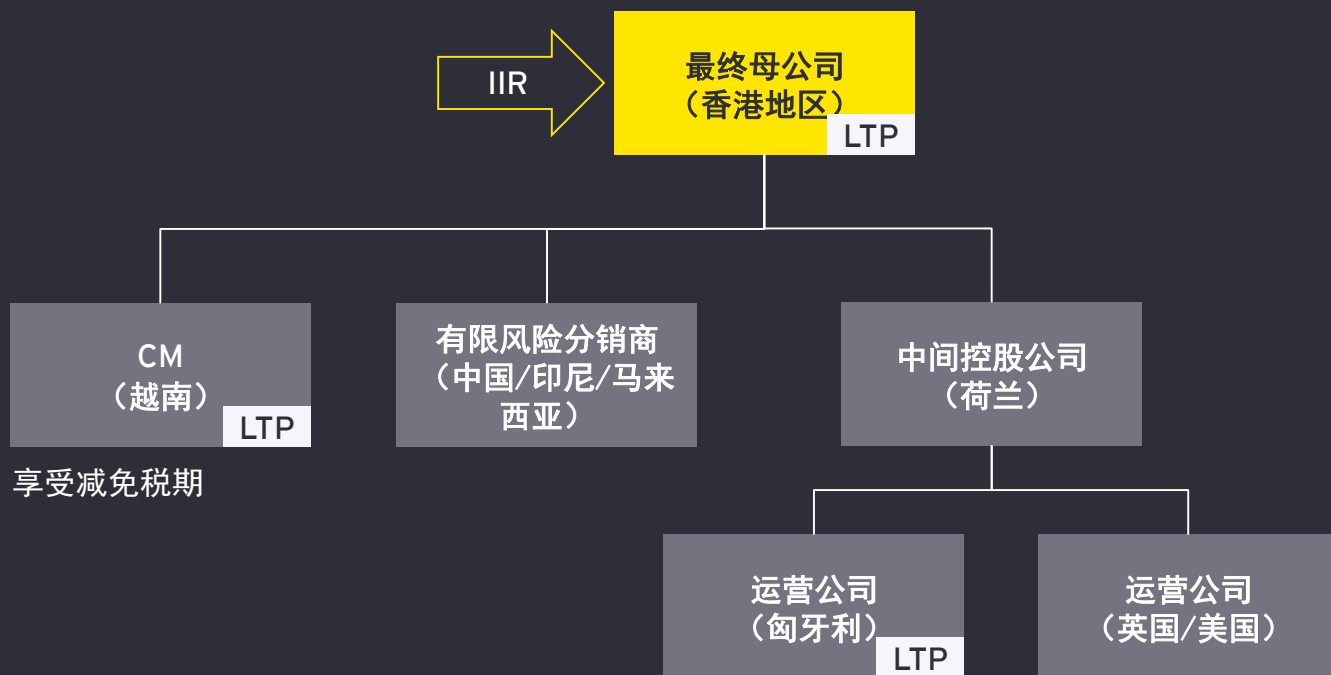 IIR
最终母公司
（香港地区）
LTP
CM
（越南）
LTP
享受减免税期
有限风险分销商
（中国/印尼/马来
西亚）
中间控股公司
（荷兰）
运营公司
（匈牙利）
LTP
运营公司
（英国/美国）